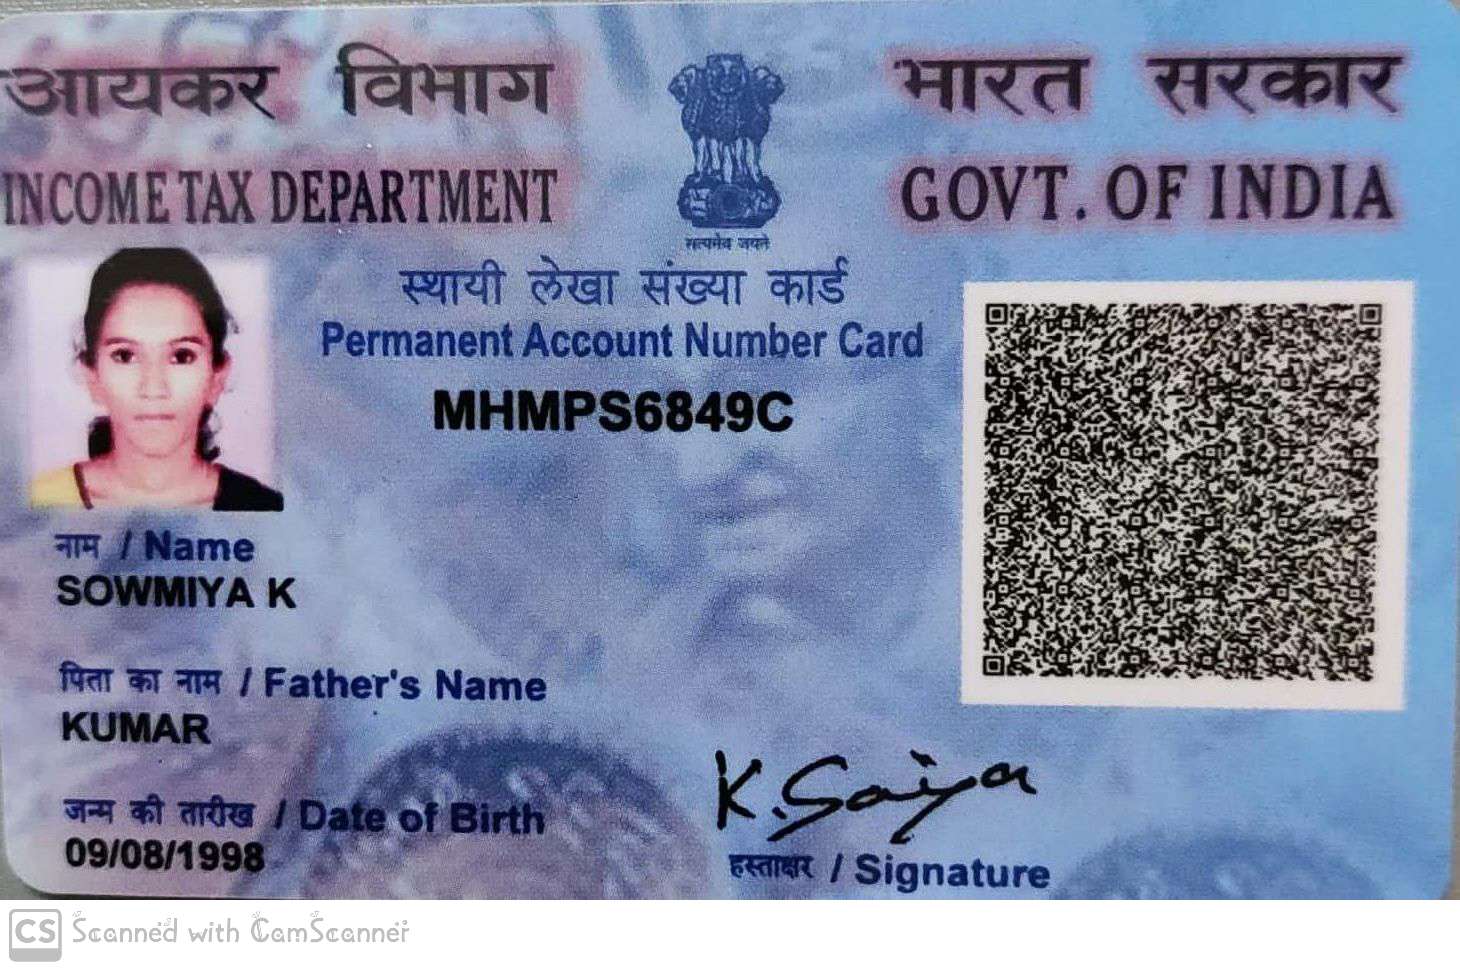 आयकर विभाग
INCOME TAX DEPARTMENT
सत्यमेव जयते
भारत सरकार
GOVT. OF INDIA
स्थायी लेखा संख्या कार्ड
Permanent Account Number Card
MHMPS6849C
नाम / Name
SOWMIYA K
पिता का नाम / Father's Name
KUMAR
जन्म की तारीख / Date of Birth
09/08/1998
K. Saiya
हस्ताक्षर / Signature
CS Scanned with CamScanner